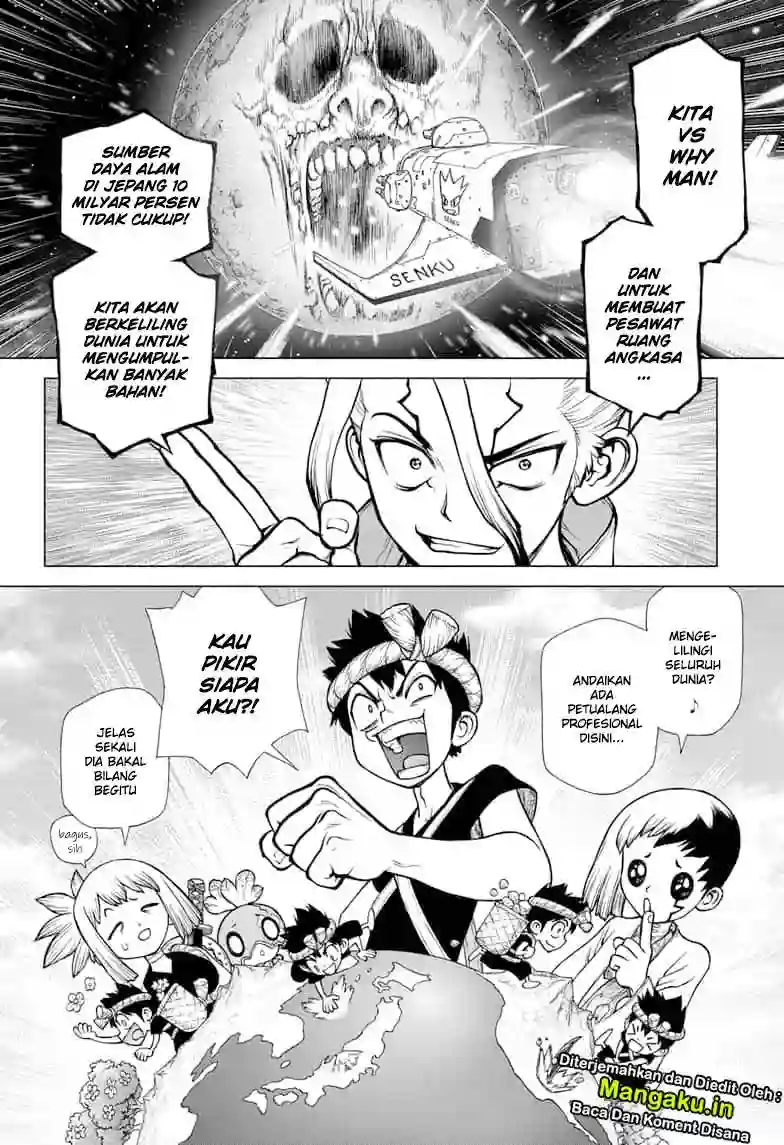 KITA
VS
WHY
MAN!
DAN
UNTUK
MEMBUAT
PESAWAT
RUANG
ANGKASA
...
SUMBER
DAYA ALAM
DI JEPANG 10
MILYAR PERSEN
TIDAK CUKUP!
KITA AKAN
BERKELILING
DUNIA UNTUK
MENGUMPUL-
KAN BANYAK
BAHAN!
SENKU
SENKU
MENGE-
LILINGI
SELURUH
DUNIA?
♪
ANDAIKAN
ADA
PETUALANG
PROFESIONAL
DISINI...
KAU
PIKIR
SIAPA
AKU?!
JELAS
SEKALI
DIA BAKAL
BILANG
BEGITU
bagus,
sih
Diterjemahkan dan Diedit Oleh :
Mangaku.in
Baca Dan Koment Disana